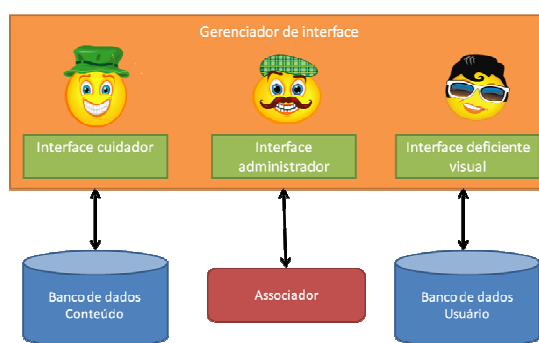 Gerenciador de interface
Interface cuidador
Interface
administrador
Interface deficiente
visual
Banco de dados
Conteúdo
Associador
Banco de dados
Usuário